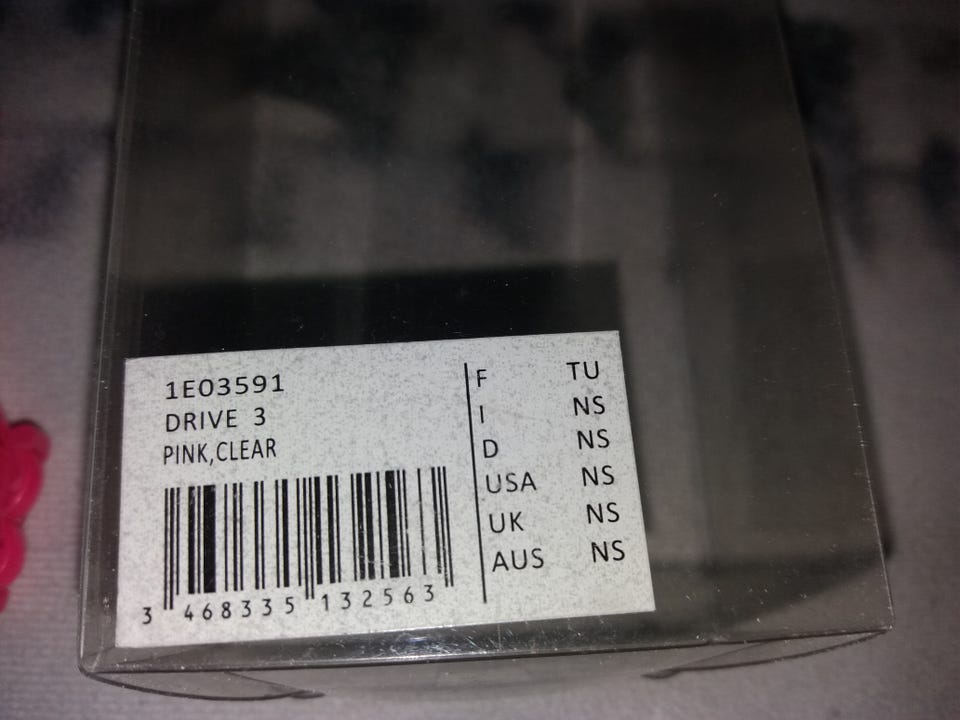 1E03591
DRIVE 3
PINK,CLEAR
3 468335 132563
F TU
I NS
D NS
USA NS
UK NS
AUS NS